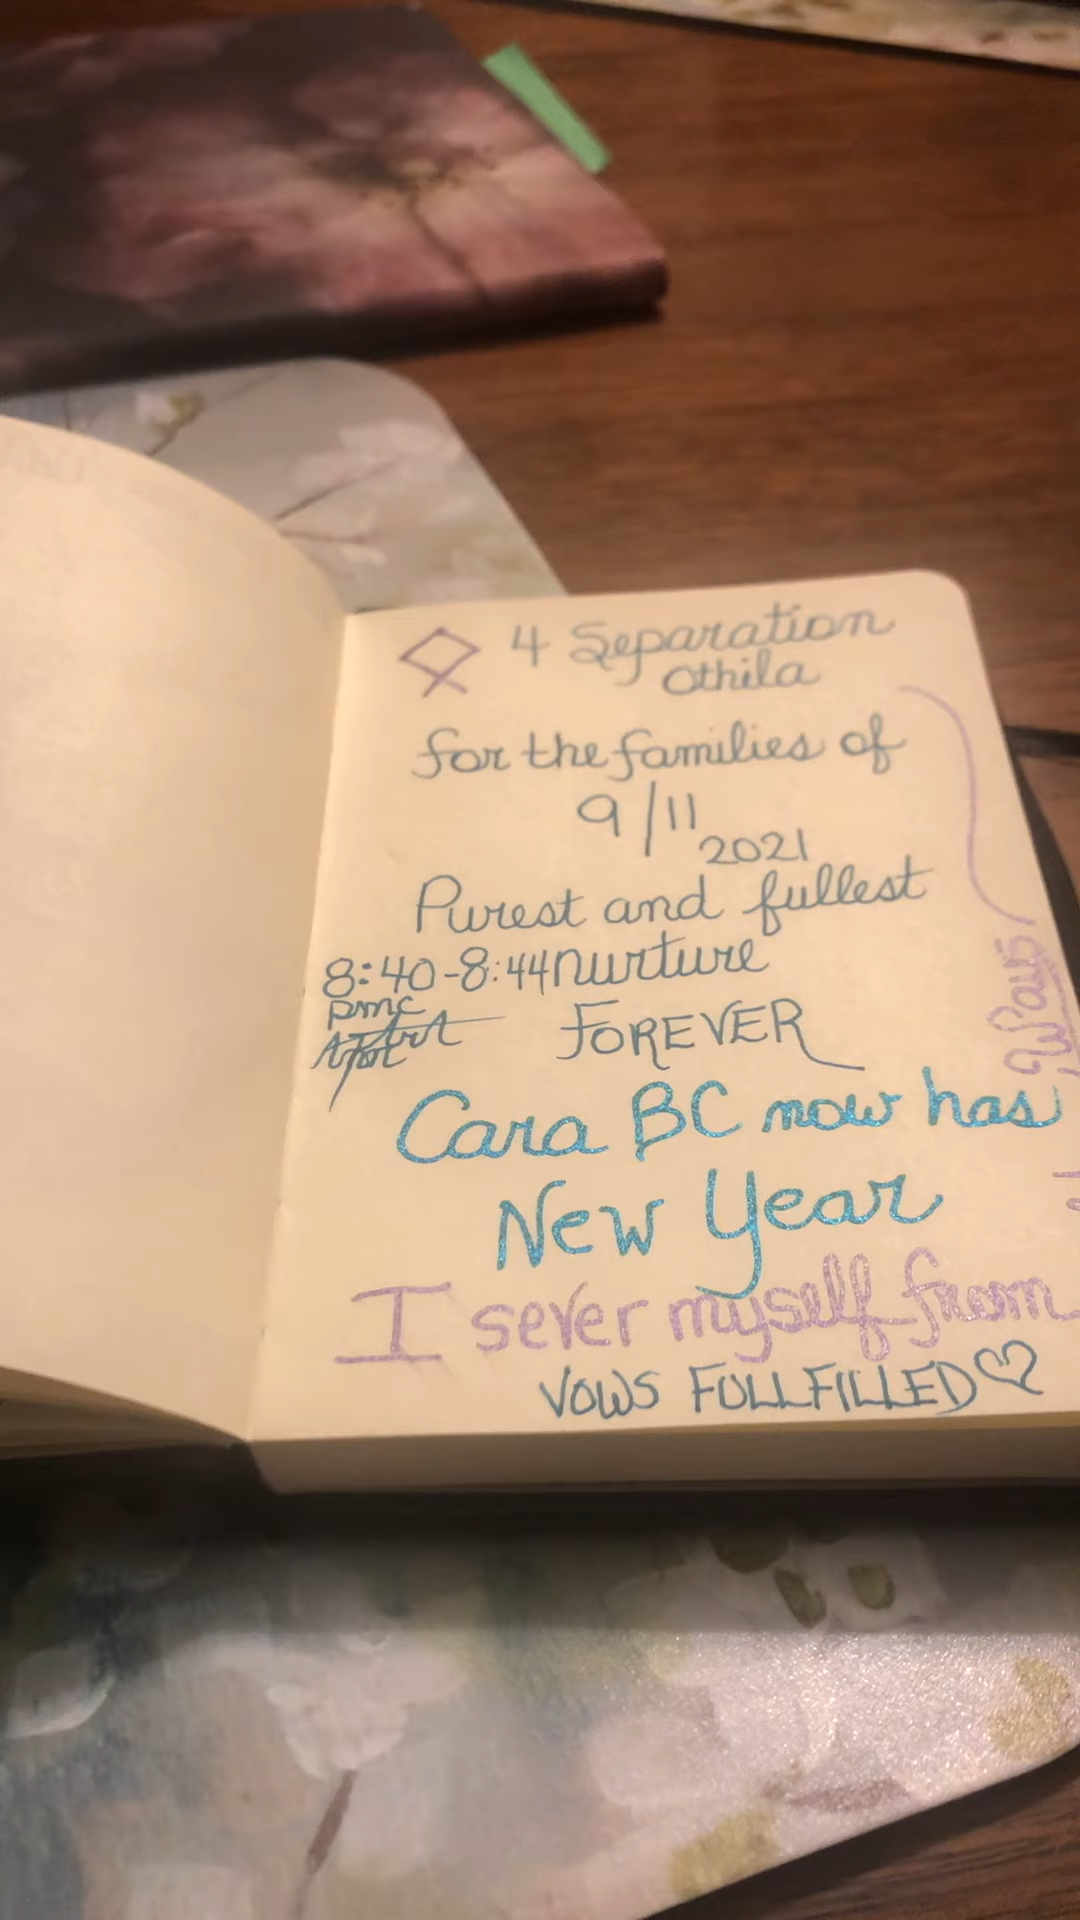 4 Separation
Othila
for the families of
9/11
2021
Purest and fullest
8:40-8:44 nurture
pmc
FOREVER
Cara BC now has
New Year
I sever myself from
VOWS FULLFILLED
Wars